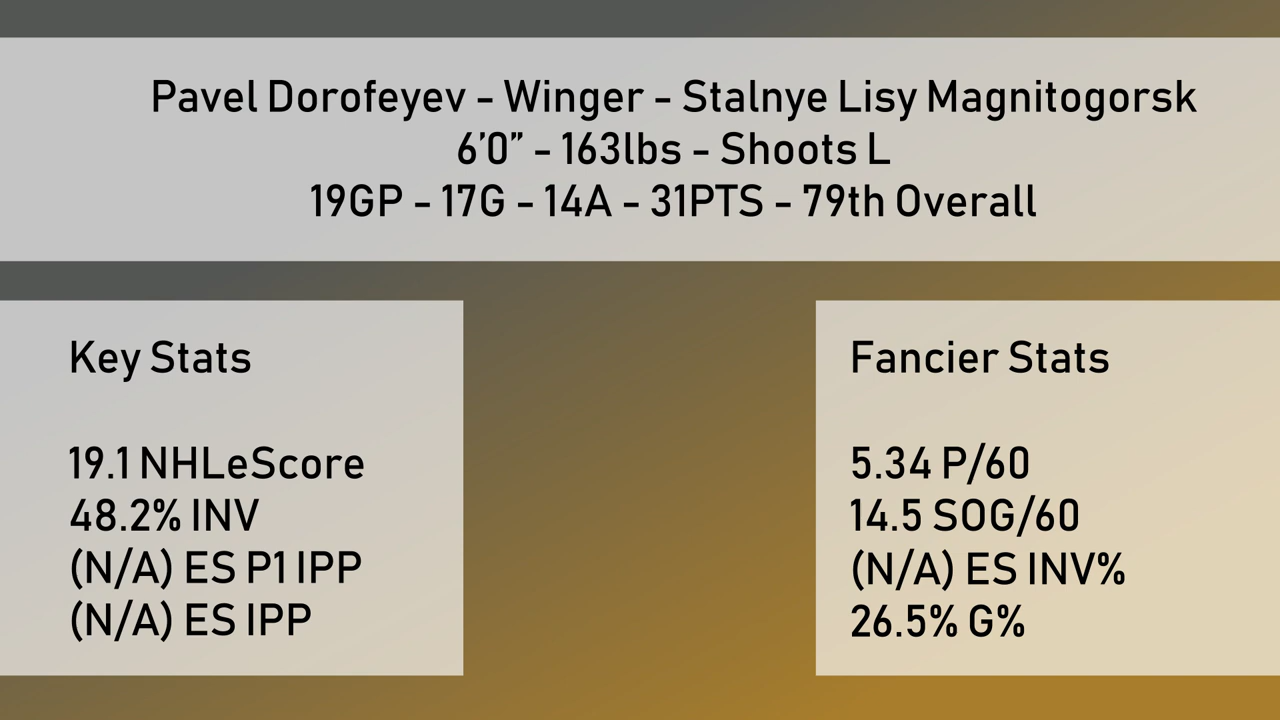 Pavel Dorofeyev - Winger - Stalnye Lisy Magnitogorsk
6’0” - 163lbs - Shoots L
19GP - 17G - 14A - 31PTS - 79th Overall
Key Stats
19.1 NHLeScore
48.2% INV
(N/A) ES P1 IPP
(N/A) ES IPP
Fancier Stats
5.34 P/60
14.5 SOG/60
(N/A) ES INV%
26.5% G%